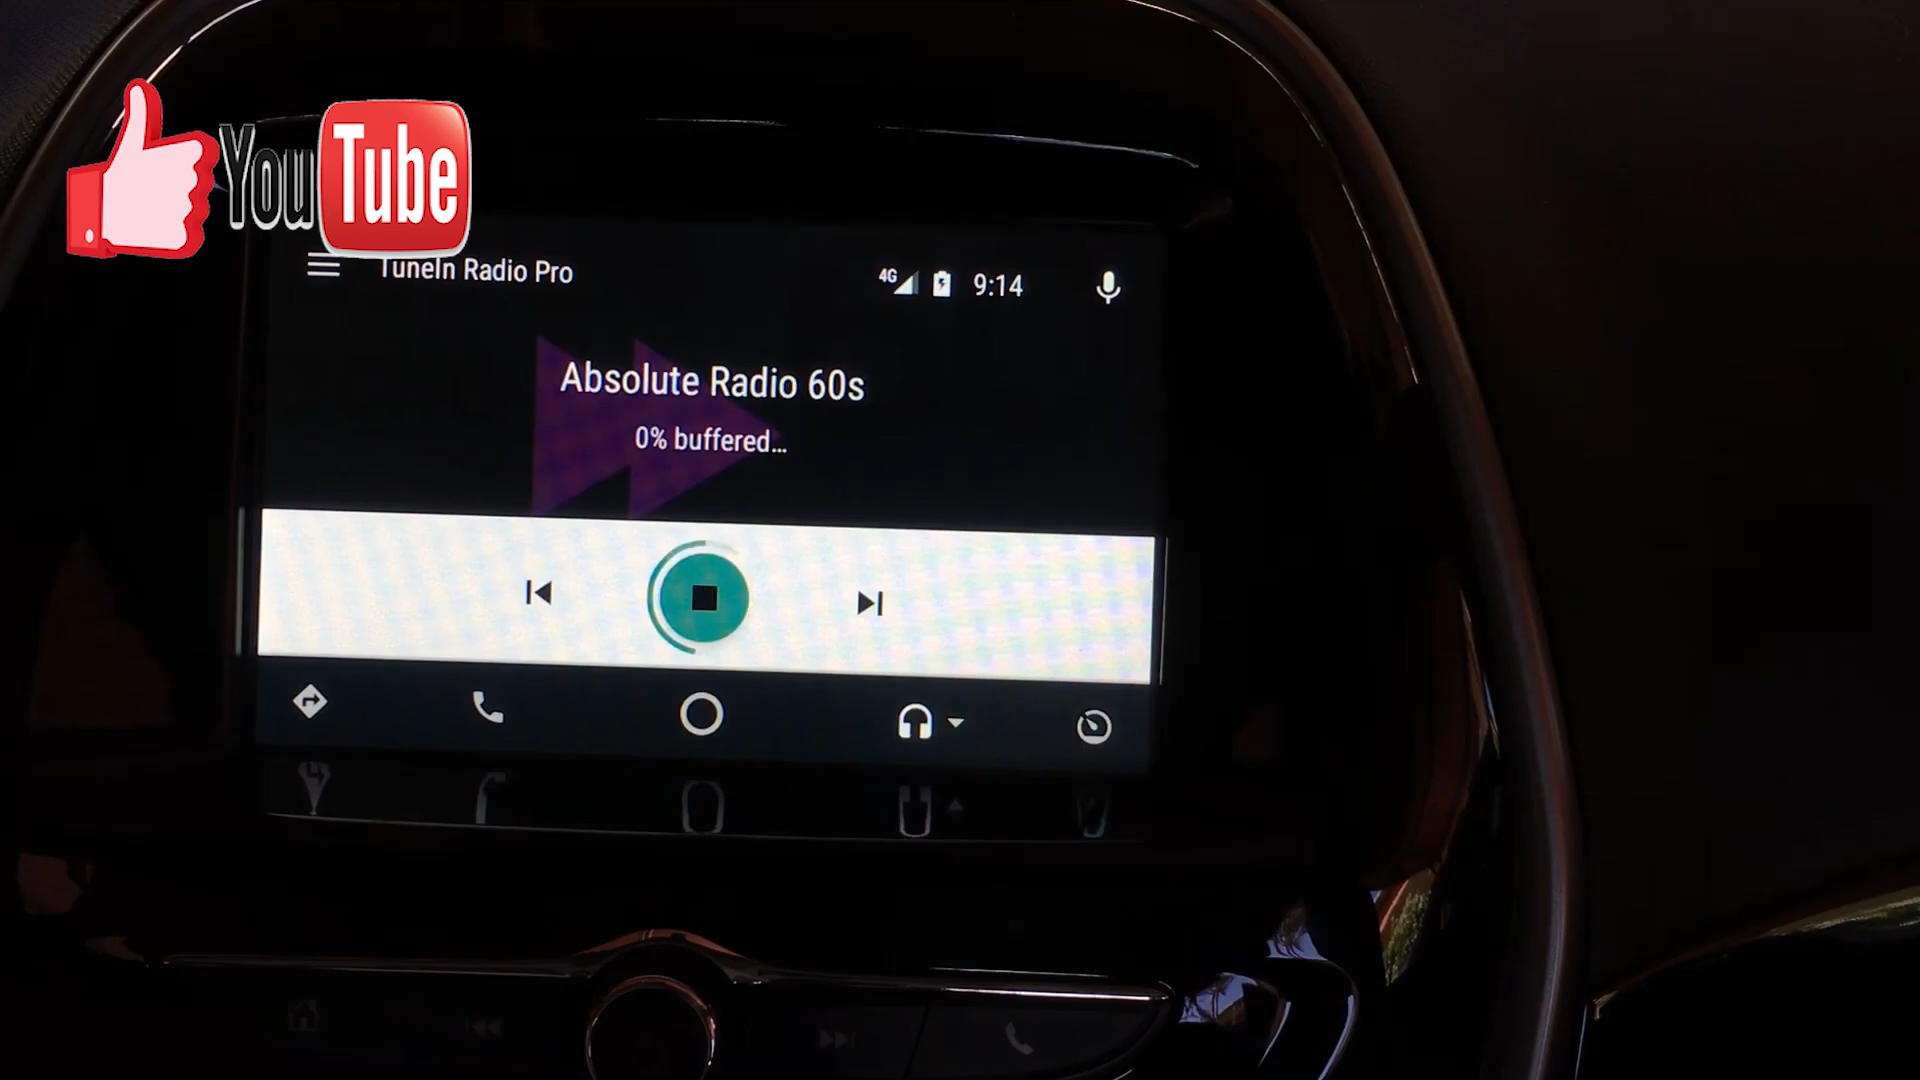 YouTube
TuneIn Radio Pro
4G
9:14
Absolute Radio 60s
0% buffered...